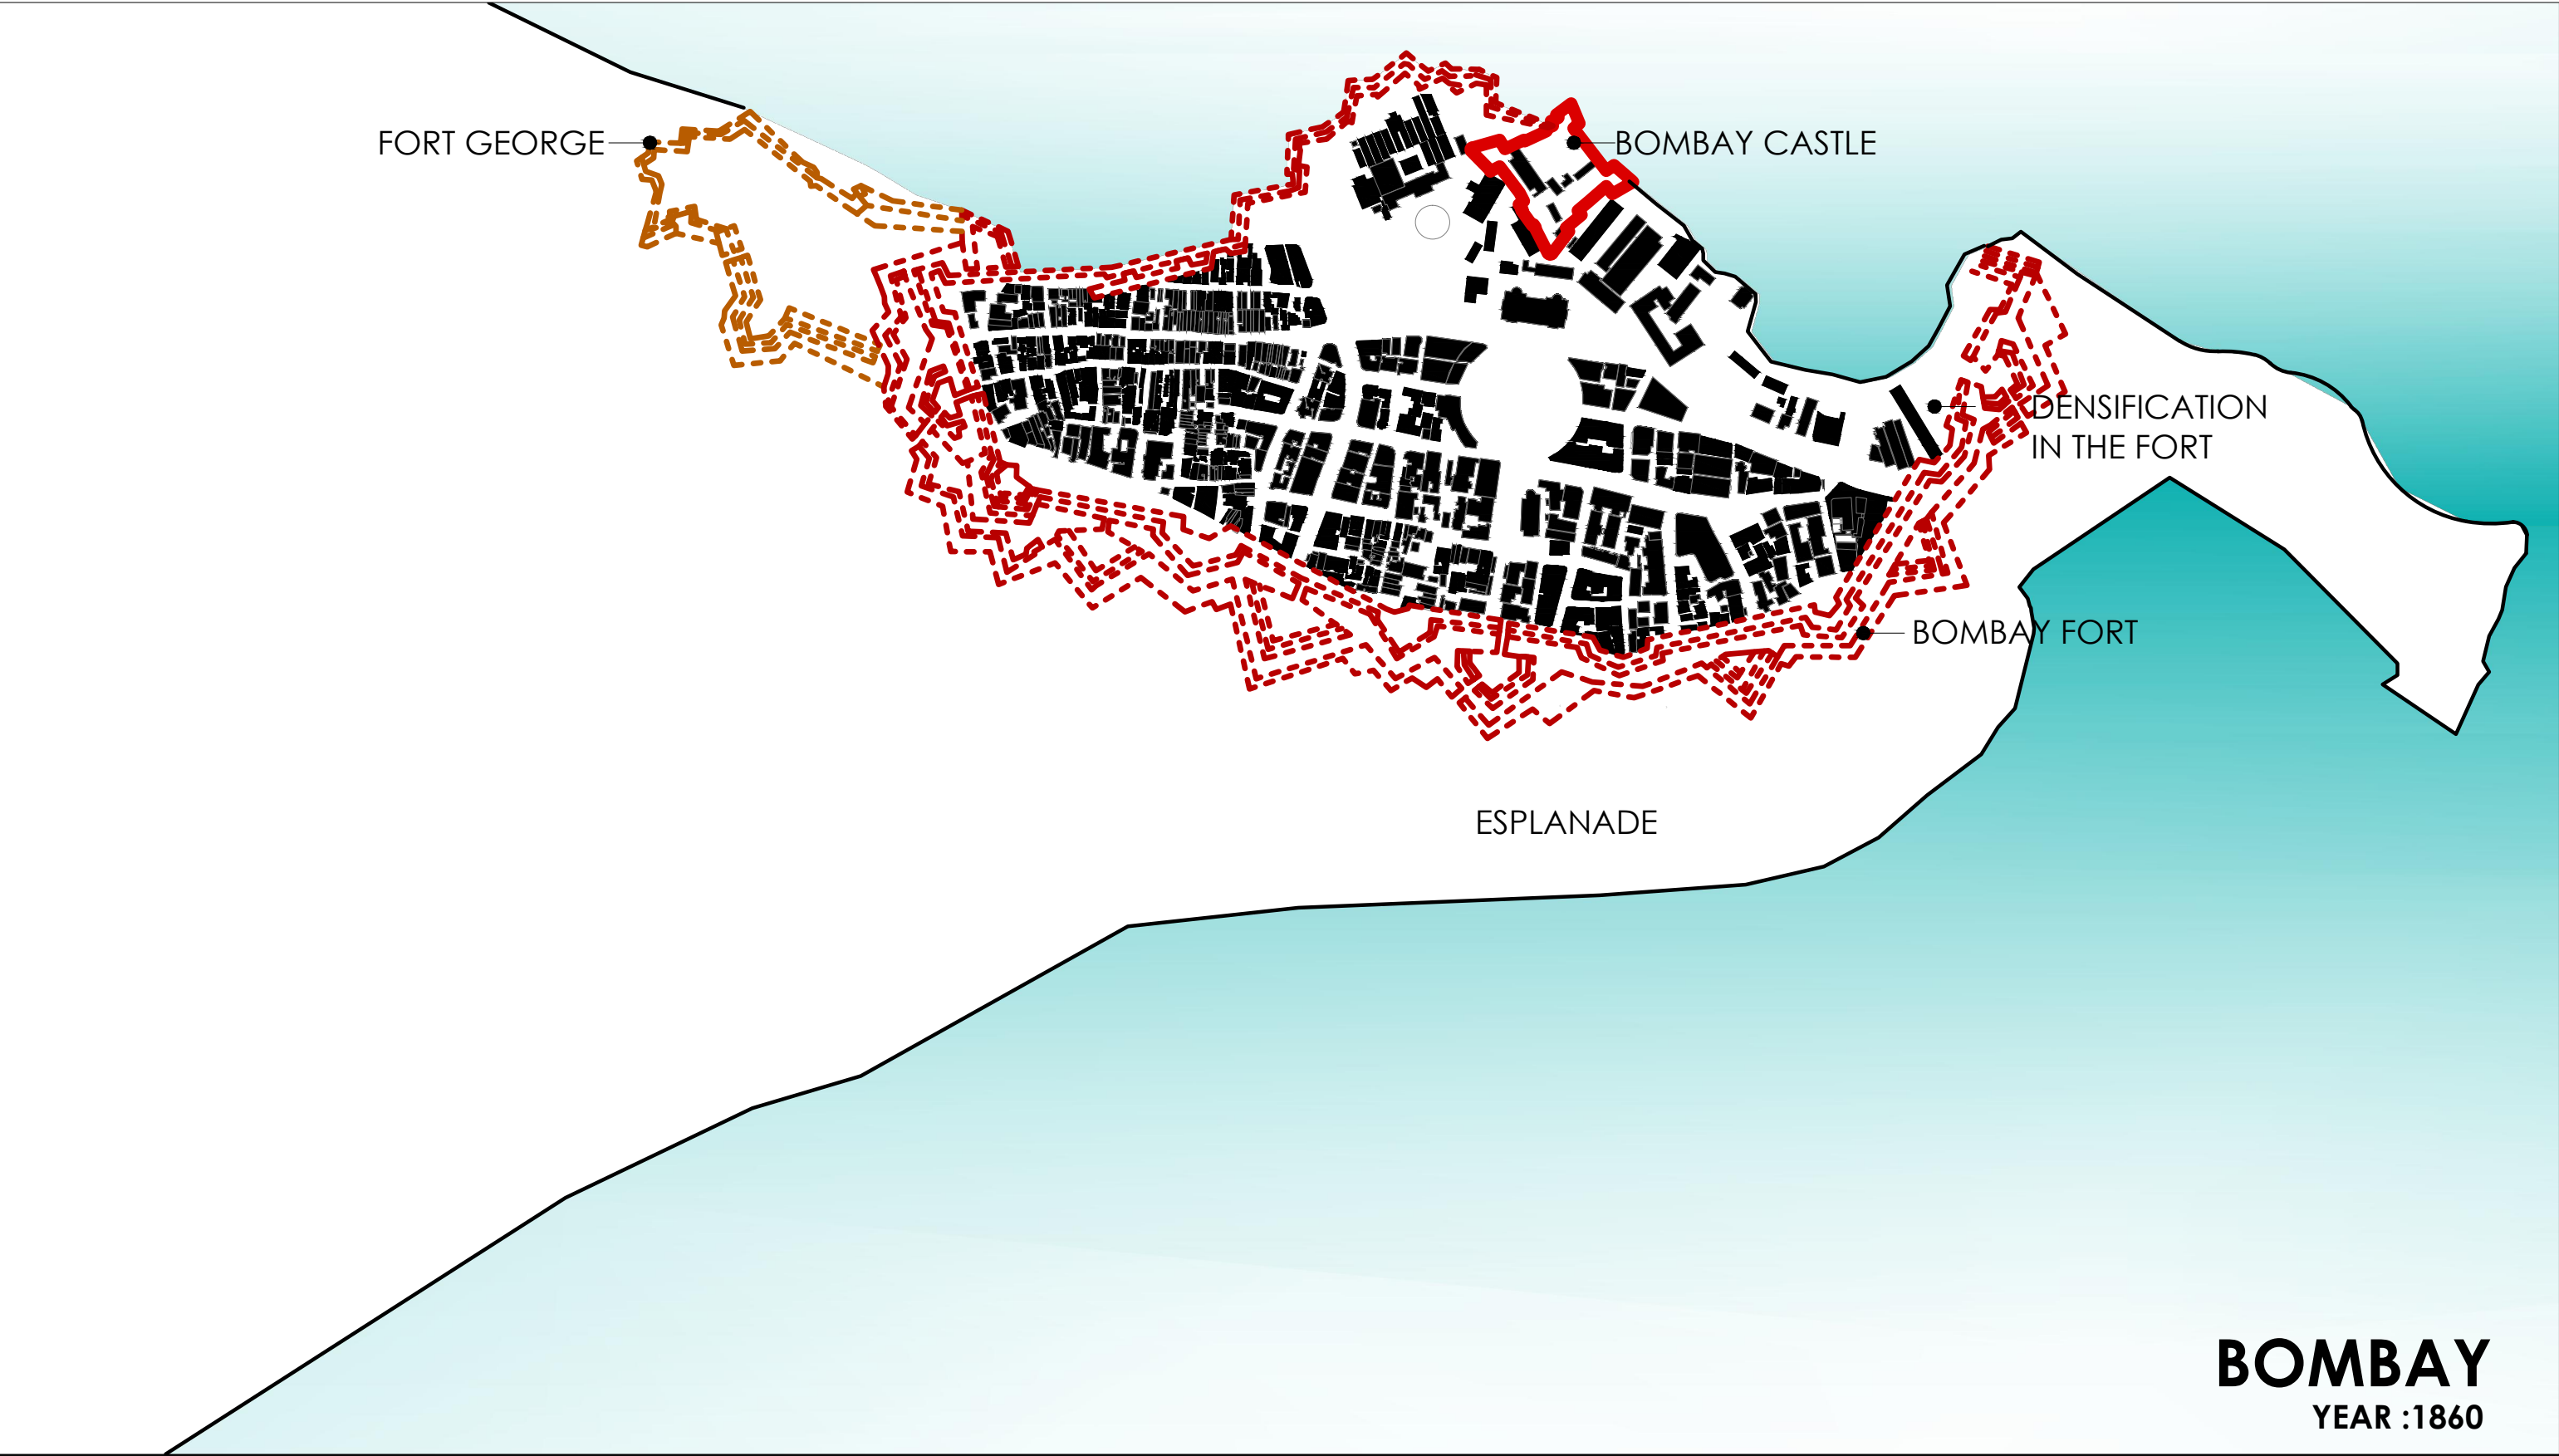 FORT GEORGE
BOMBAY CASTLE
DENSIFICATION
IN THE FORT
BOMBAY FORT
ESPLANADE
BOMBAY
YEAR :1860